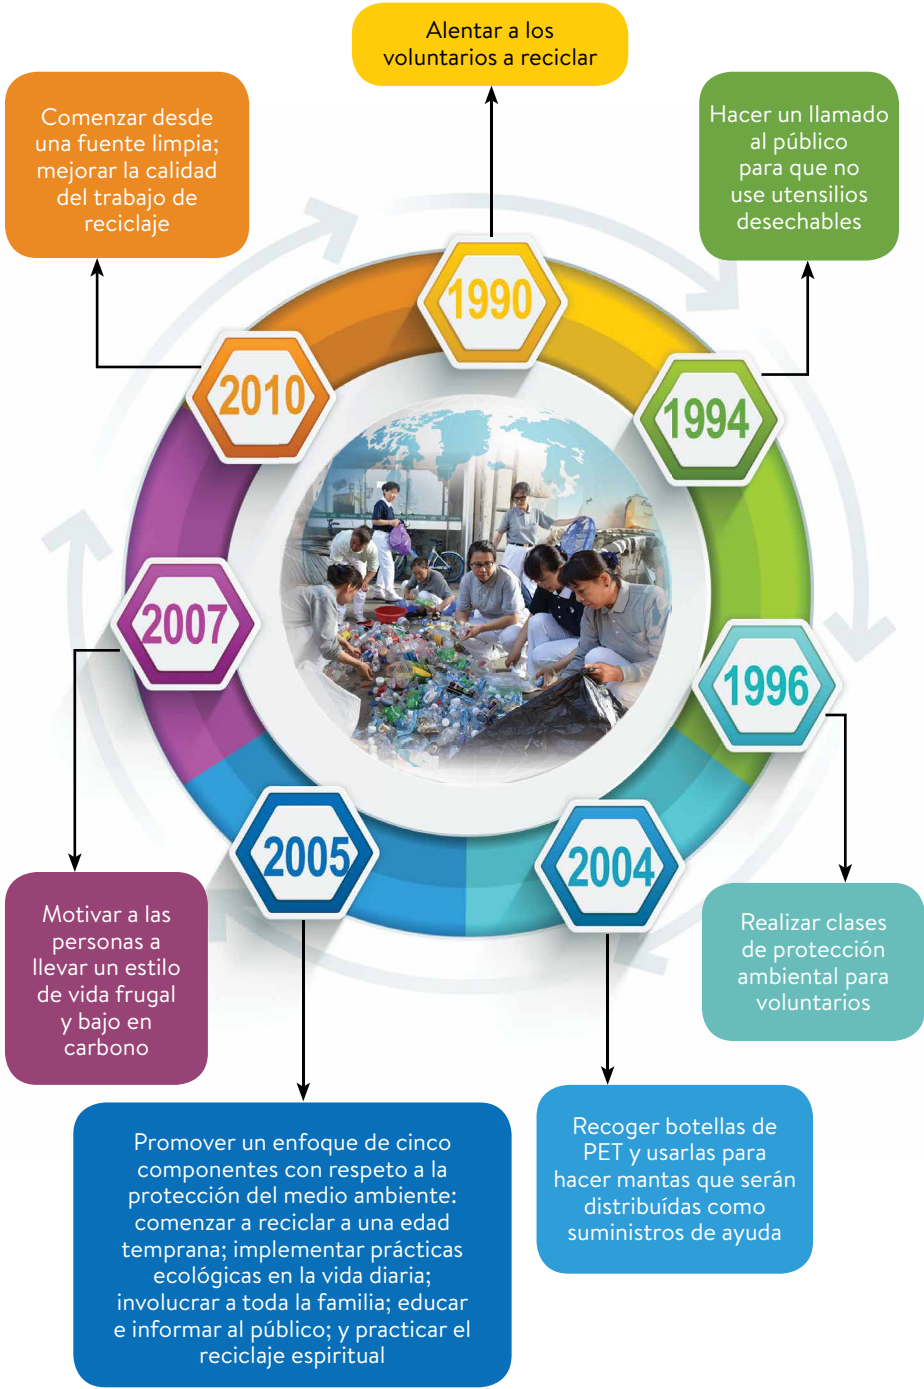 Alentar a los
voluntarios a reciclar
1990
Hacer un llamado
al público
para que no
use utensilios
desechables
1994
1996
Realizar clases
de protección
ambiental para
voluntarios
2004
Recoger botellas de
PET y usarlas para
hacer mantas que serán
distribuídas como
suministros de ayuda
2005
Promover un enfoque de cinco
componentes con respeto a la
protección del medio ambiente:
comenzar a reciclar a una edad
temprana; implementar prácticas
ecológicas en la vida diaria;
involucrar a toda la familia; educar
e informar al público; y practicar el
reciclaje espiritual
2007
Motivar a las
personas a
llevar un estilo
de vida frugal
y bajo en
carbono
2010
Comenzar desde
una fuente limpia;
mejorar la calidad
del trabajo de
reciclaje